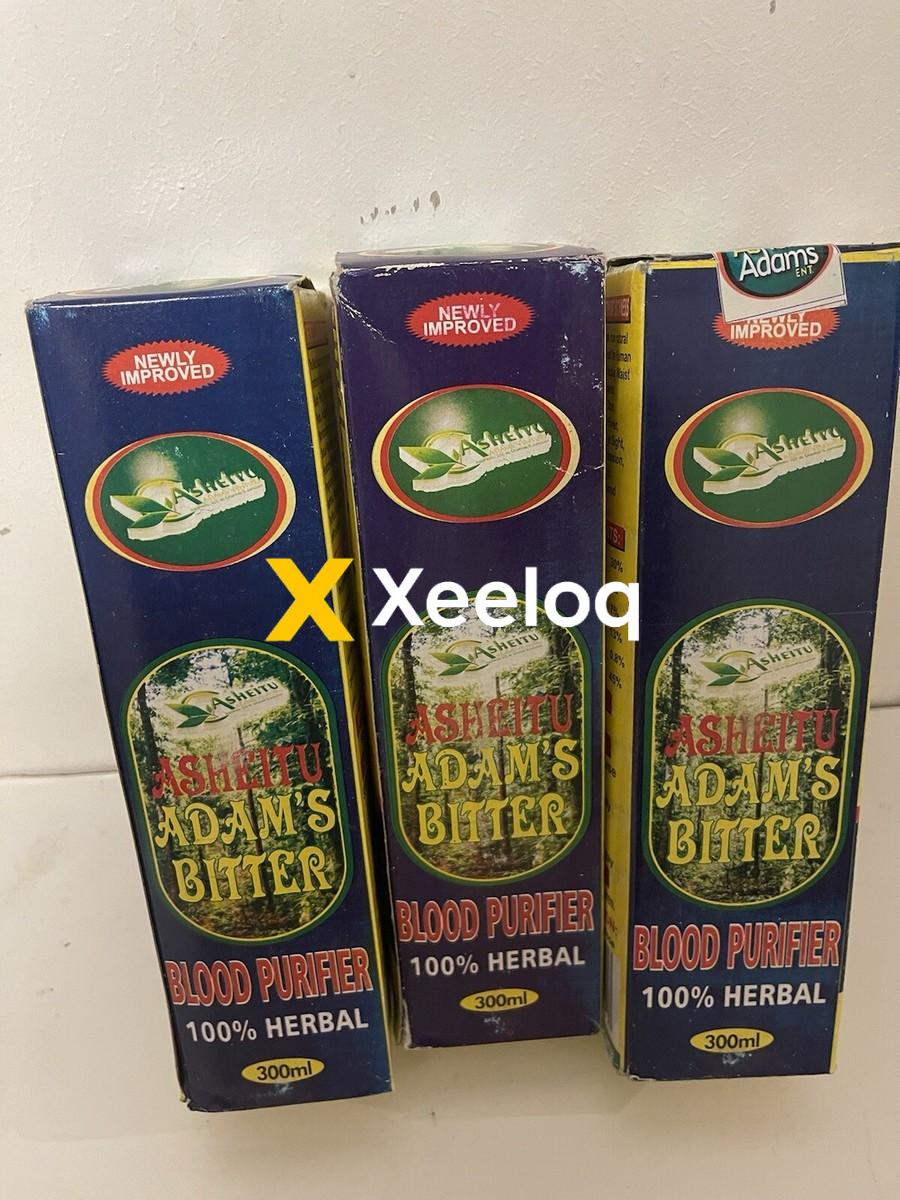 NEWLY
IMPROVED
Asheitu
ASHEITU
ASHEITU
ADAM'S
BITTER
BLOOD PURIFIER
100% HERBAL
300ml
NEWLY
IMPROVED
Asheitu
ASHEITU
ASHEITU
ADAM'S
BITTER
BLOOD PURIFIER
100% HERBAL
300ml
Adams
ENT.
NEWLY
IMPROVED
Asheitu
ASHEITU
ASHEITU
ADAM'S
BITTER
BLOOD PURIFIER
100% HERBAL
300ml
X Xeeloq